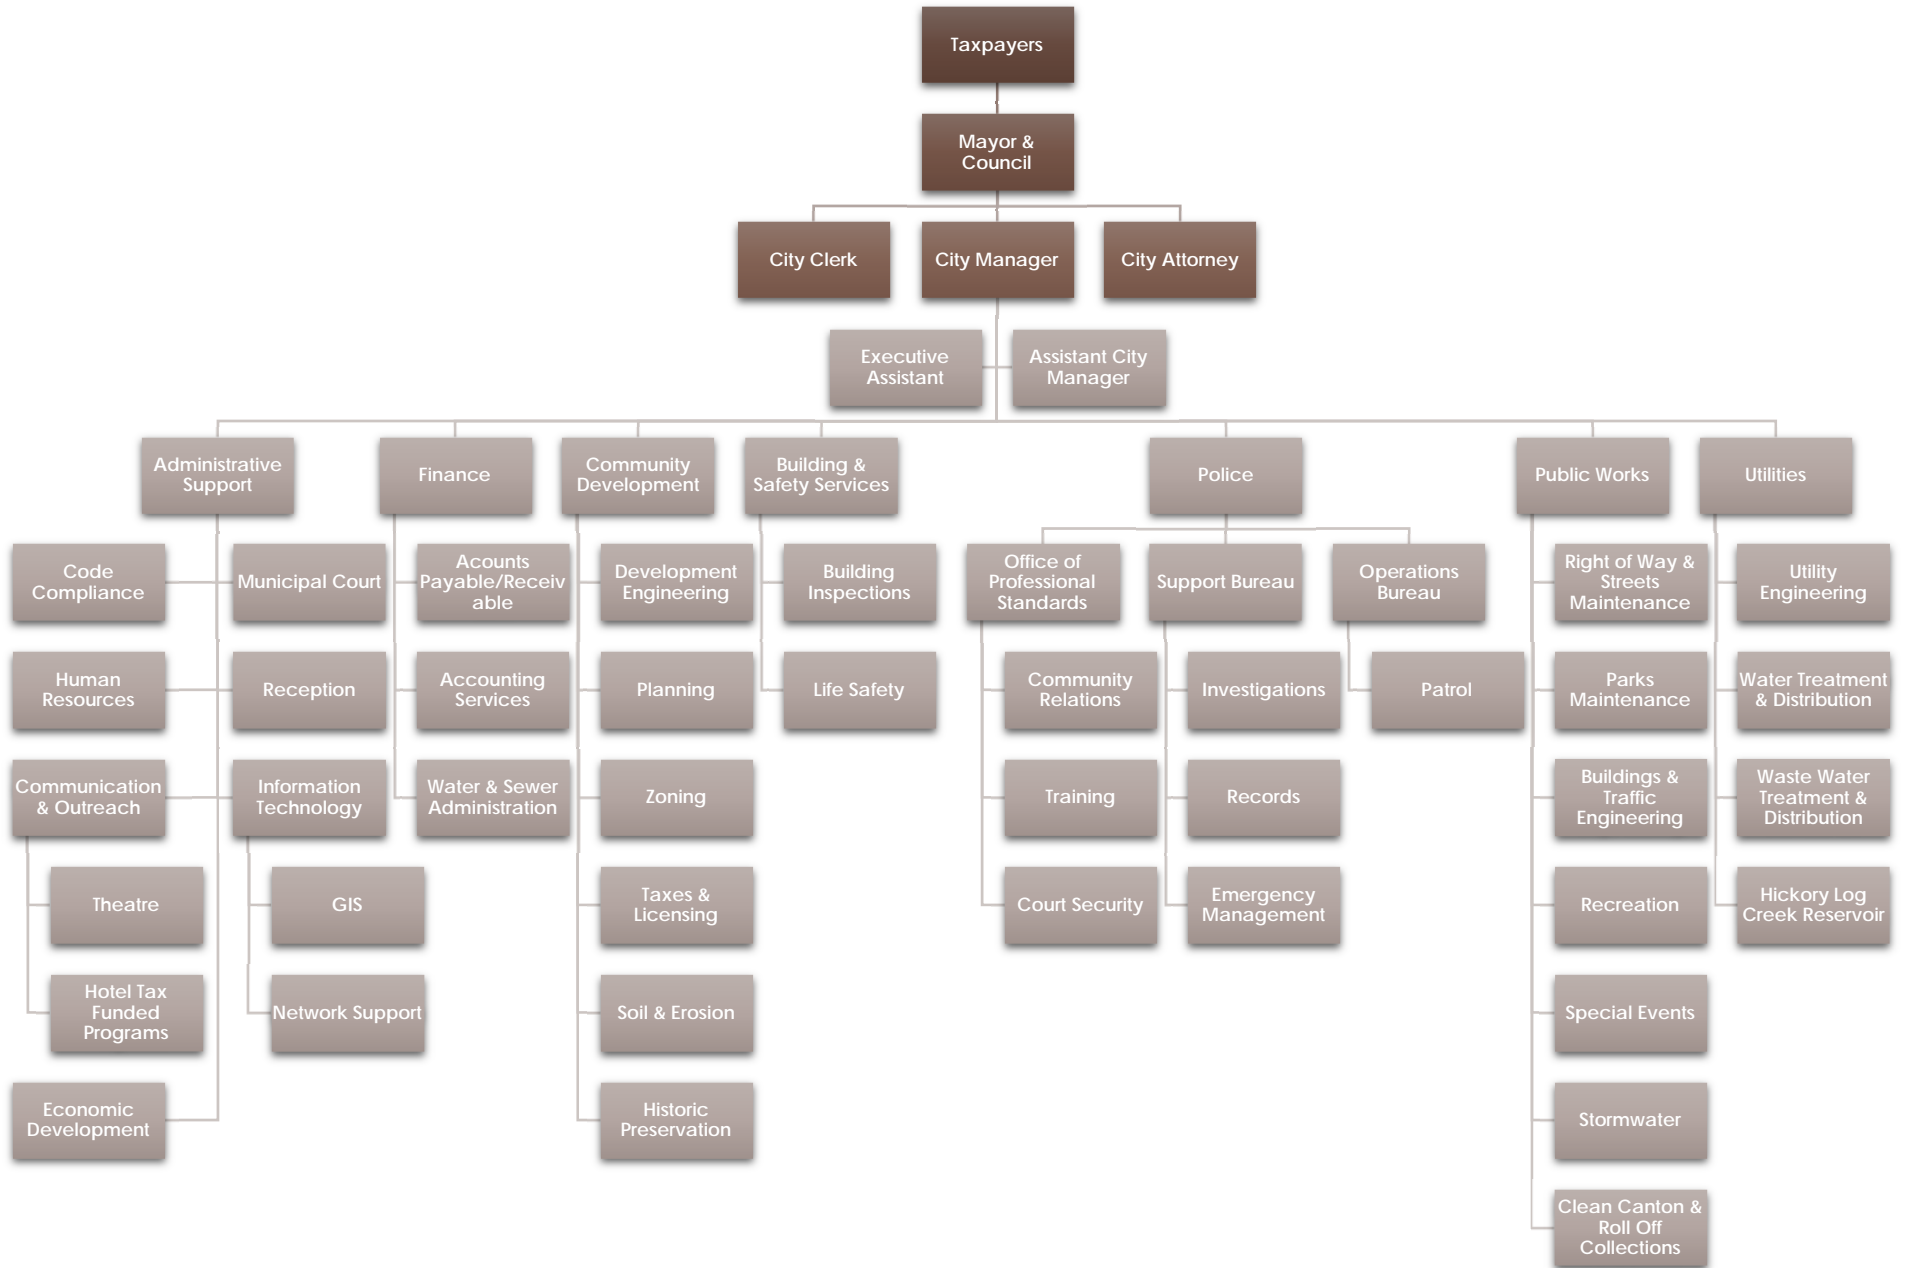 Taxpayers
Mayor &
Council
City Clerk
City Manager
City Attorney
Executive
Assistant
Assistant City
Manager
Administrative
Support
Finance
Community
Development
Building &
Safety Services
Police
Public Works
Utilities
Code
Compliance
Municipal Court
Acounts
Payable/Receiv
able
Development
Engineering
Building
Inspections
Office of
Professional
Standards
Support Bureau
Operations
Bureau
Right of Way &
Streets
Maintenance
Utility
Engineering
Human
Resources
Reception
Accounting
Services
Planning
Life Safety
Community
Relations
Investigations
Patrol
Parks
Maintenance
Water Treatment
& Distribution
Communication
& Outreach
Information
Technology
Water & Sewer
Administration
Zoning
Training
Records
Buildings &
Traffic
Engineering
Waste Water
Treatment &
Distribution
Theatre
GIS
Taxes &
Licensing
Court Security
Emergency
Management
Recreation
Hickory Log
Creek Reservoir
Hotel Tax
Funded
Programs
Network Support
Soil & Erosion
Special Events
Economic
Development
Historic
Preservation
Stormwater
Clean Canton &
Roll Off
Collections